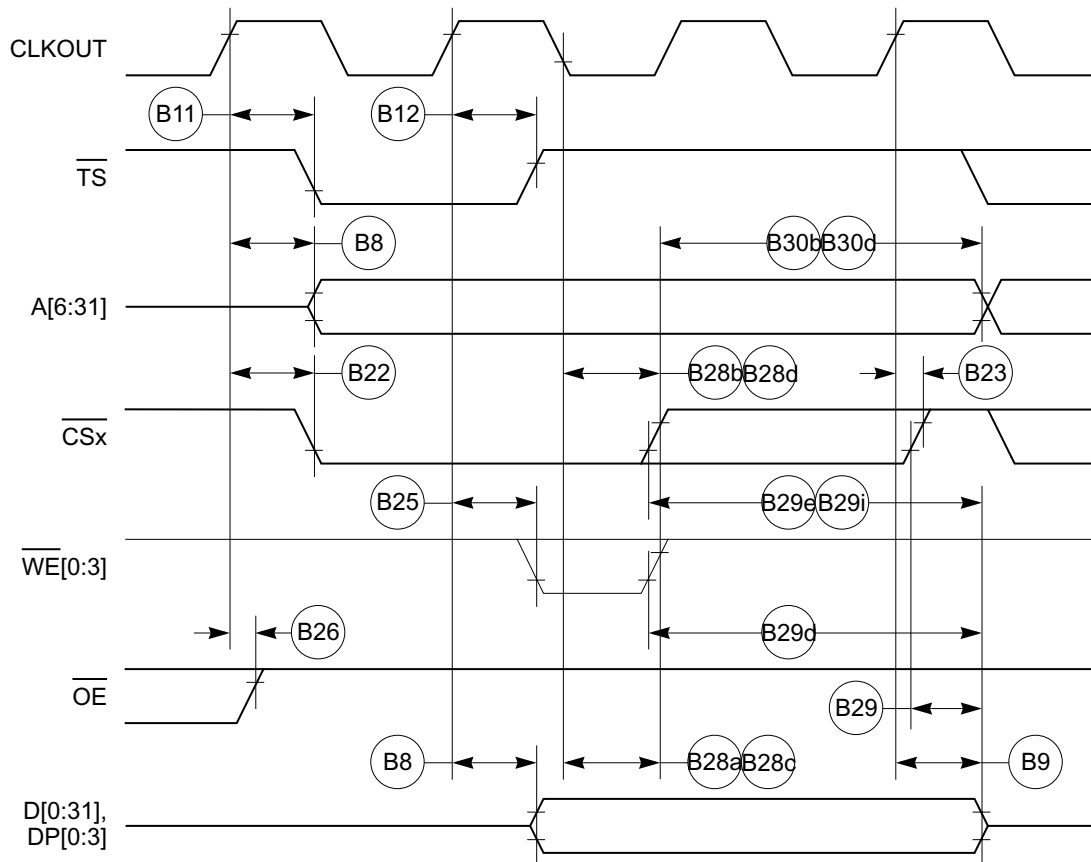 CLKOUT
B11
B12
TS
B8
B30b B30d
A[6:31]
B22
B28b B28d
B23
CSx
B25
B29e B29i
WE[0:3]
B26
B29d
OE
B29
B8
B28a B28c
B9
D[0:31],
DP[0:3]